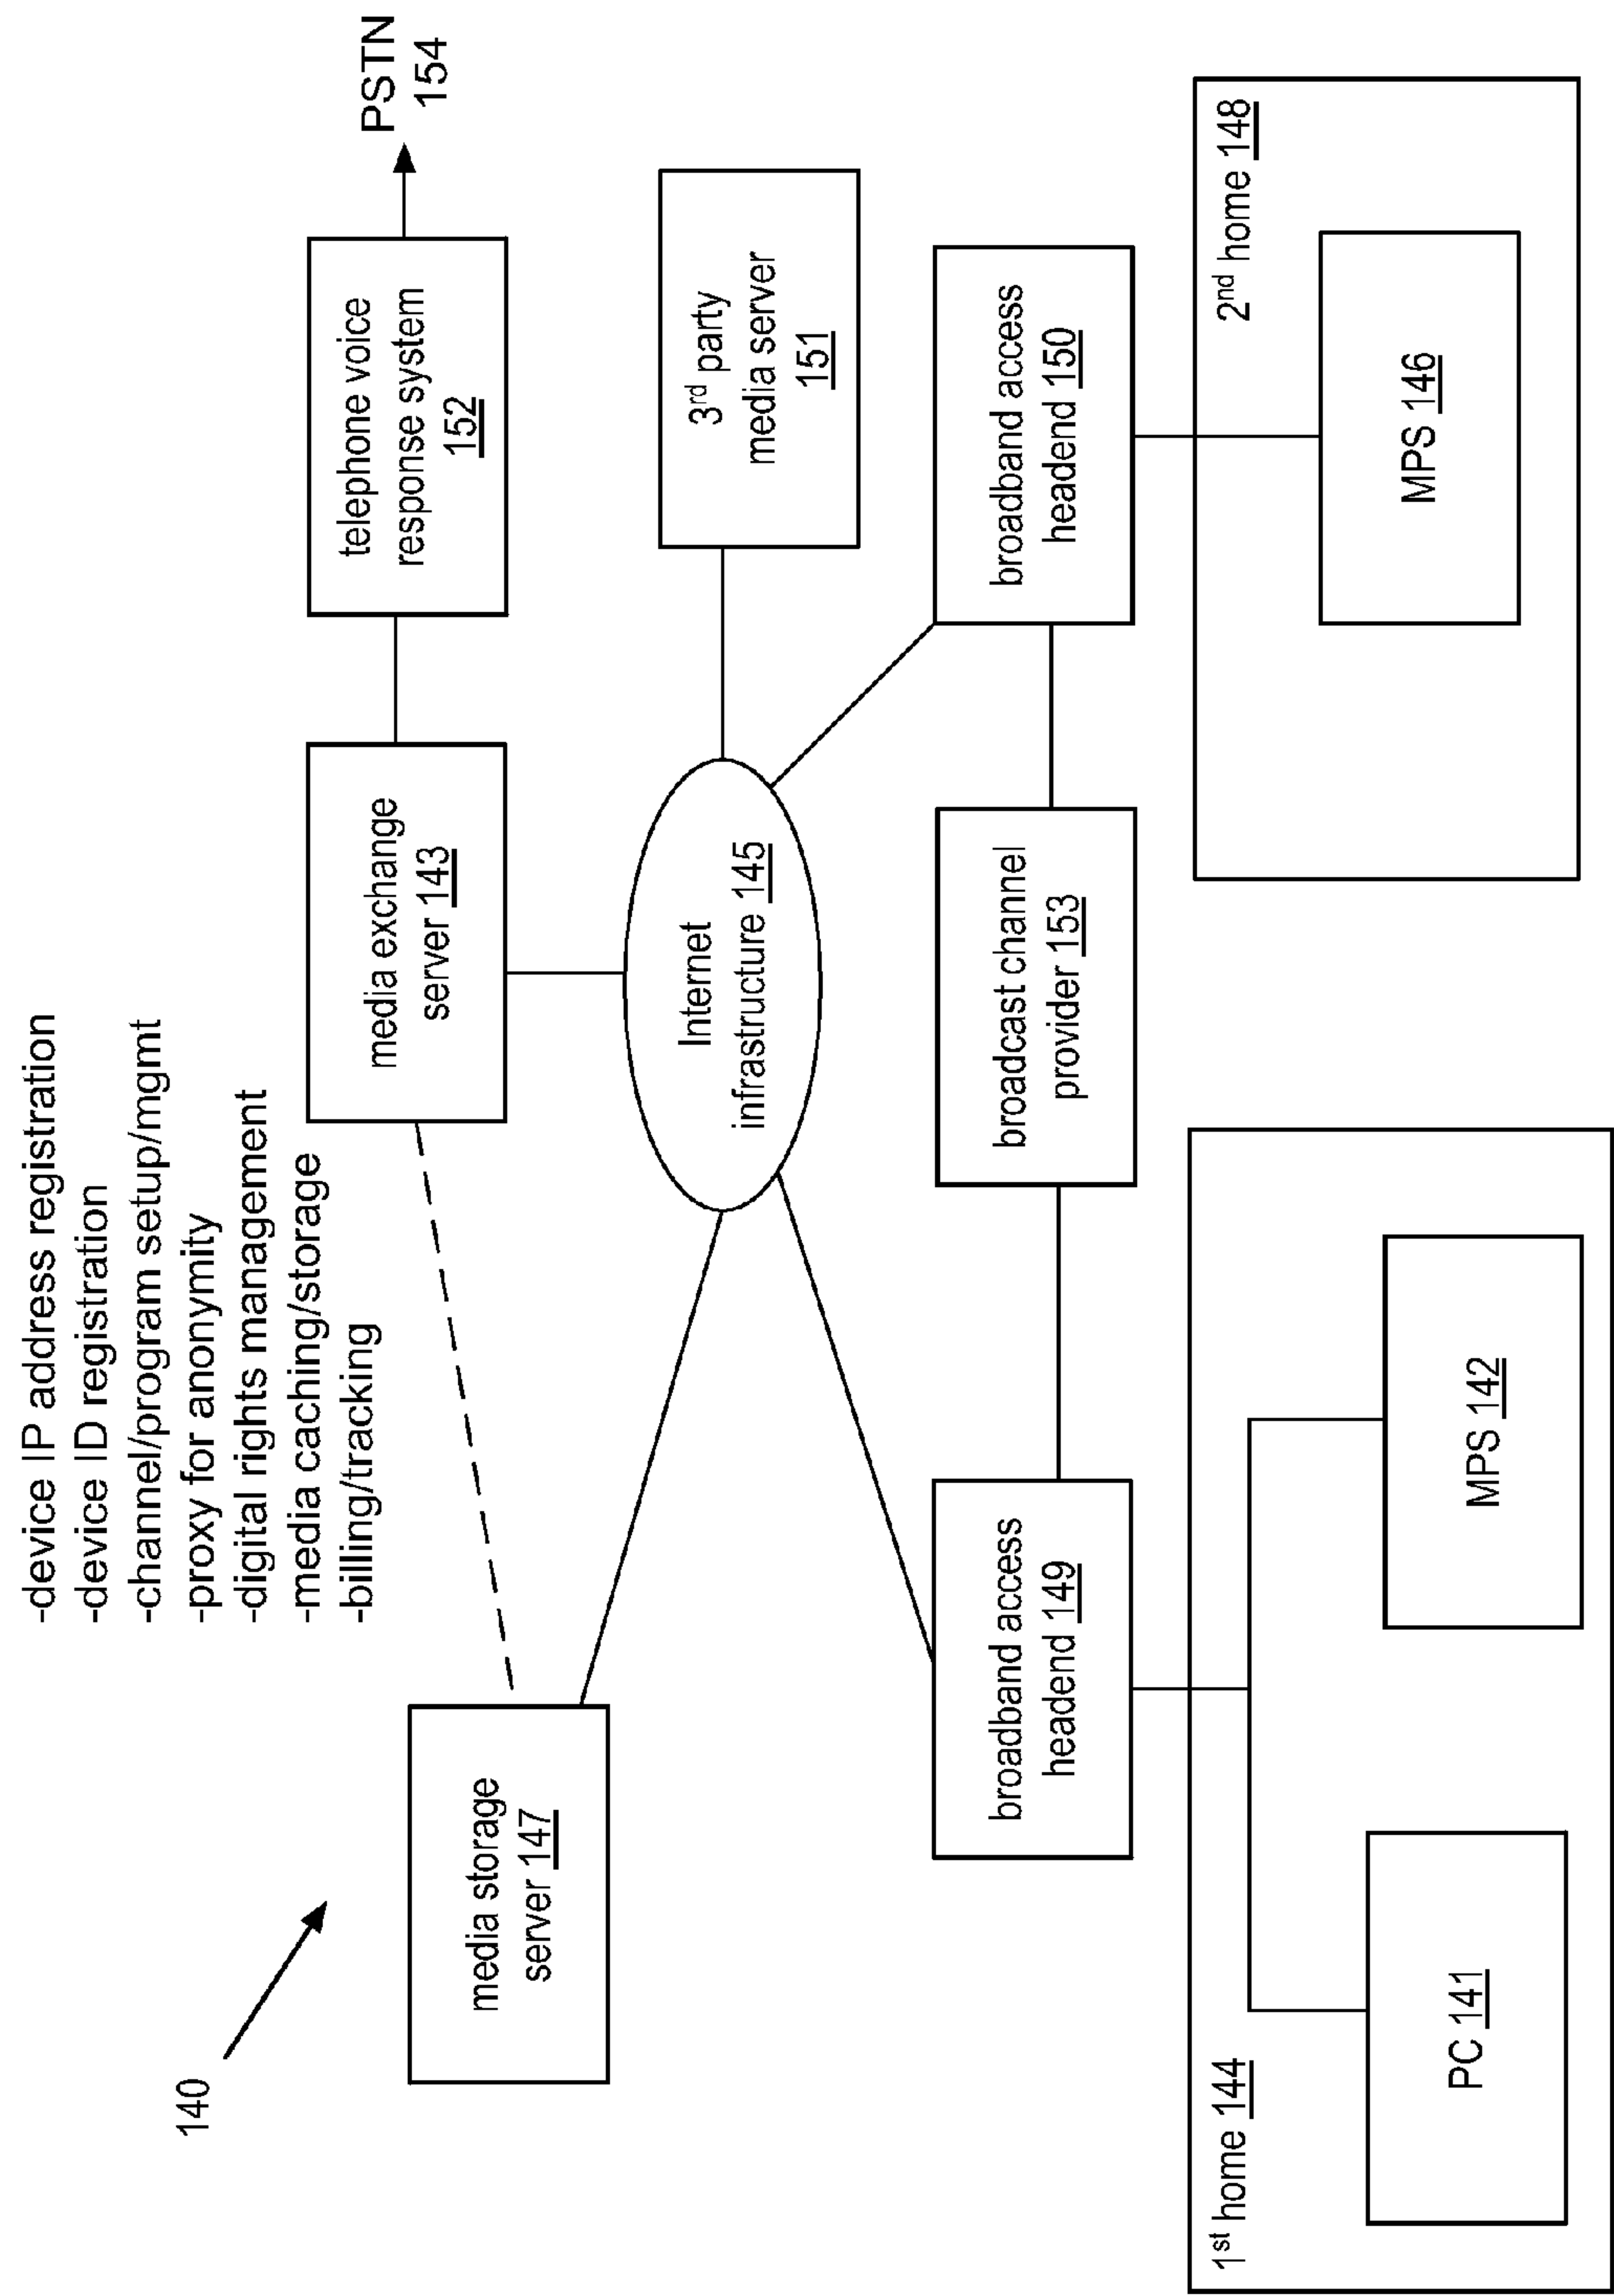 -device IP address registration
-device ID registration
-channel/program setup/mgmt
-proxy for anonymity
-digital rights management
-media caching/storage
-billing/tracking
140
media storage
server 147
media exchange
server 143
telephone voice
response system
152
PSTN
154
Internet
infrastructure 145
3rd party
media server
151
broadband access
headend 149
broadcast channel
provider 153
broadband access
headend 150
1st home 144
PC 141
MPS 142
2nd home 148
MPS 146